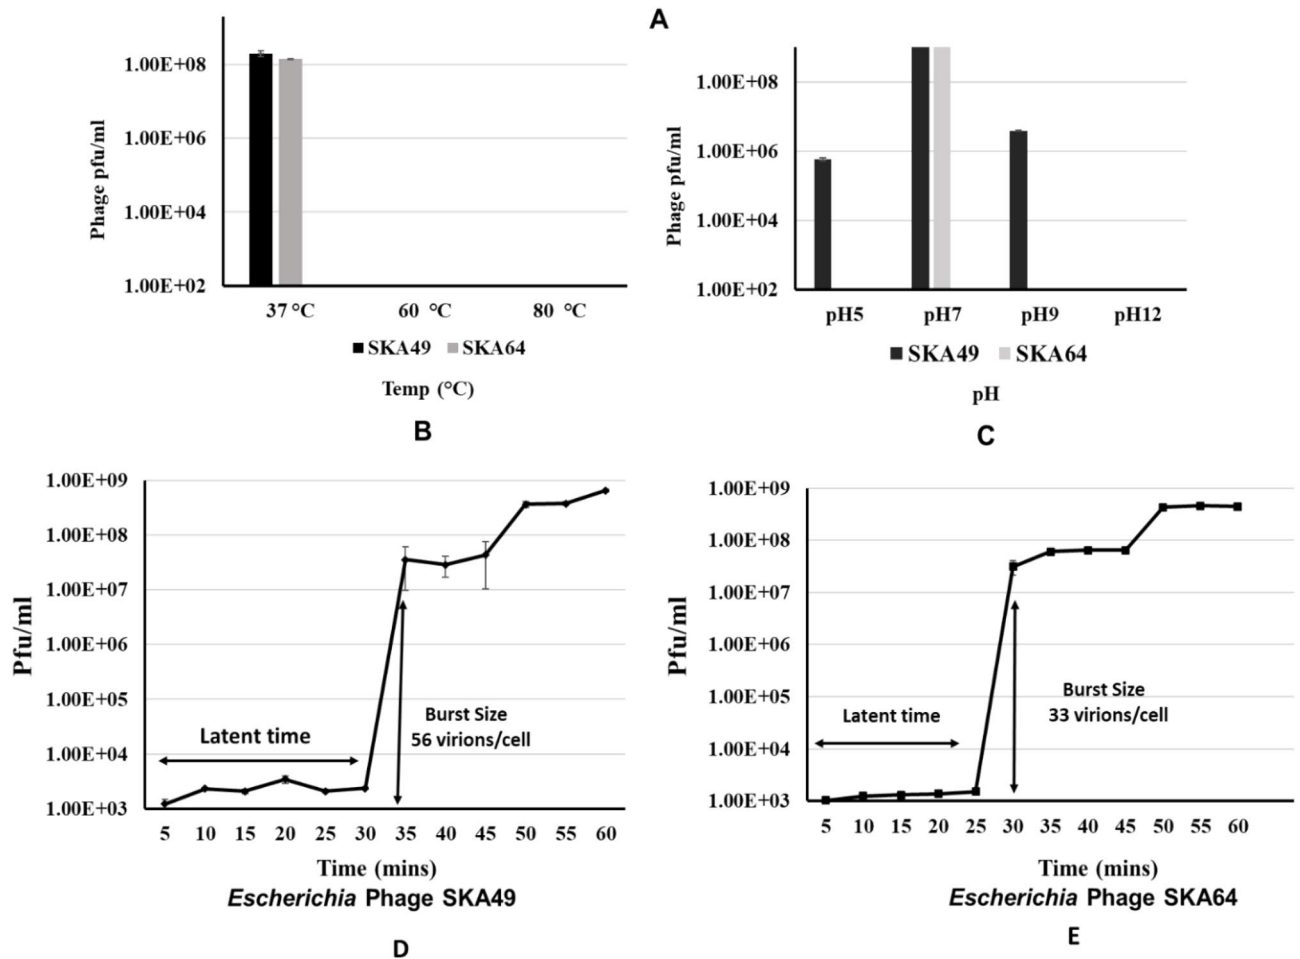 A
1.00E+08
1.00E+06
1.00E+04
1.00E+02
Phage pfu/ml
37 °C 60 °C 80 °C
SKA49 SKA64
Temp (°C)
B
1.00E+08
1.00E+06
1.00E+04
1.00E+02
Phage pfu/ml
pH5 pH7 pH9 pH12
SKA49 SKA64
pH
C
1.00E+09
1.00E+08
1.00E+07
1.00E+06
1.00E+05
1.00E+04
1.00E+03
Pfu/ml
Latent time
Burst Size
56 virions/cell
5 10 15 20 25 30 35 40 45 50 55 60
Time (mins)
Escherichia Phage SKA49
D
1.00E+09
1.00E+08
1.00E+07
1.00E+06
1.00E+05
1.00E+04
1.00E+03
Pfu/ml
Latent time
Burst Size
33 virions/cell
5 10 15 20 25 30 35 40 45 50 55 60
Time (mins)
Escherichia Phage SKA64
E